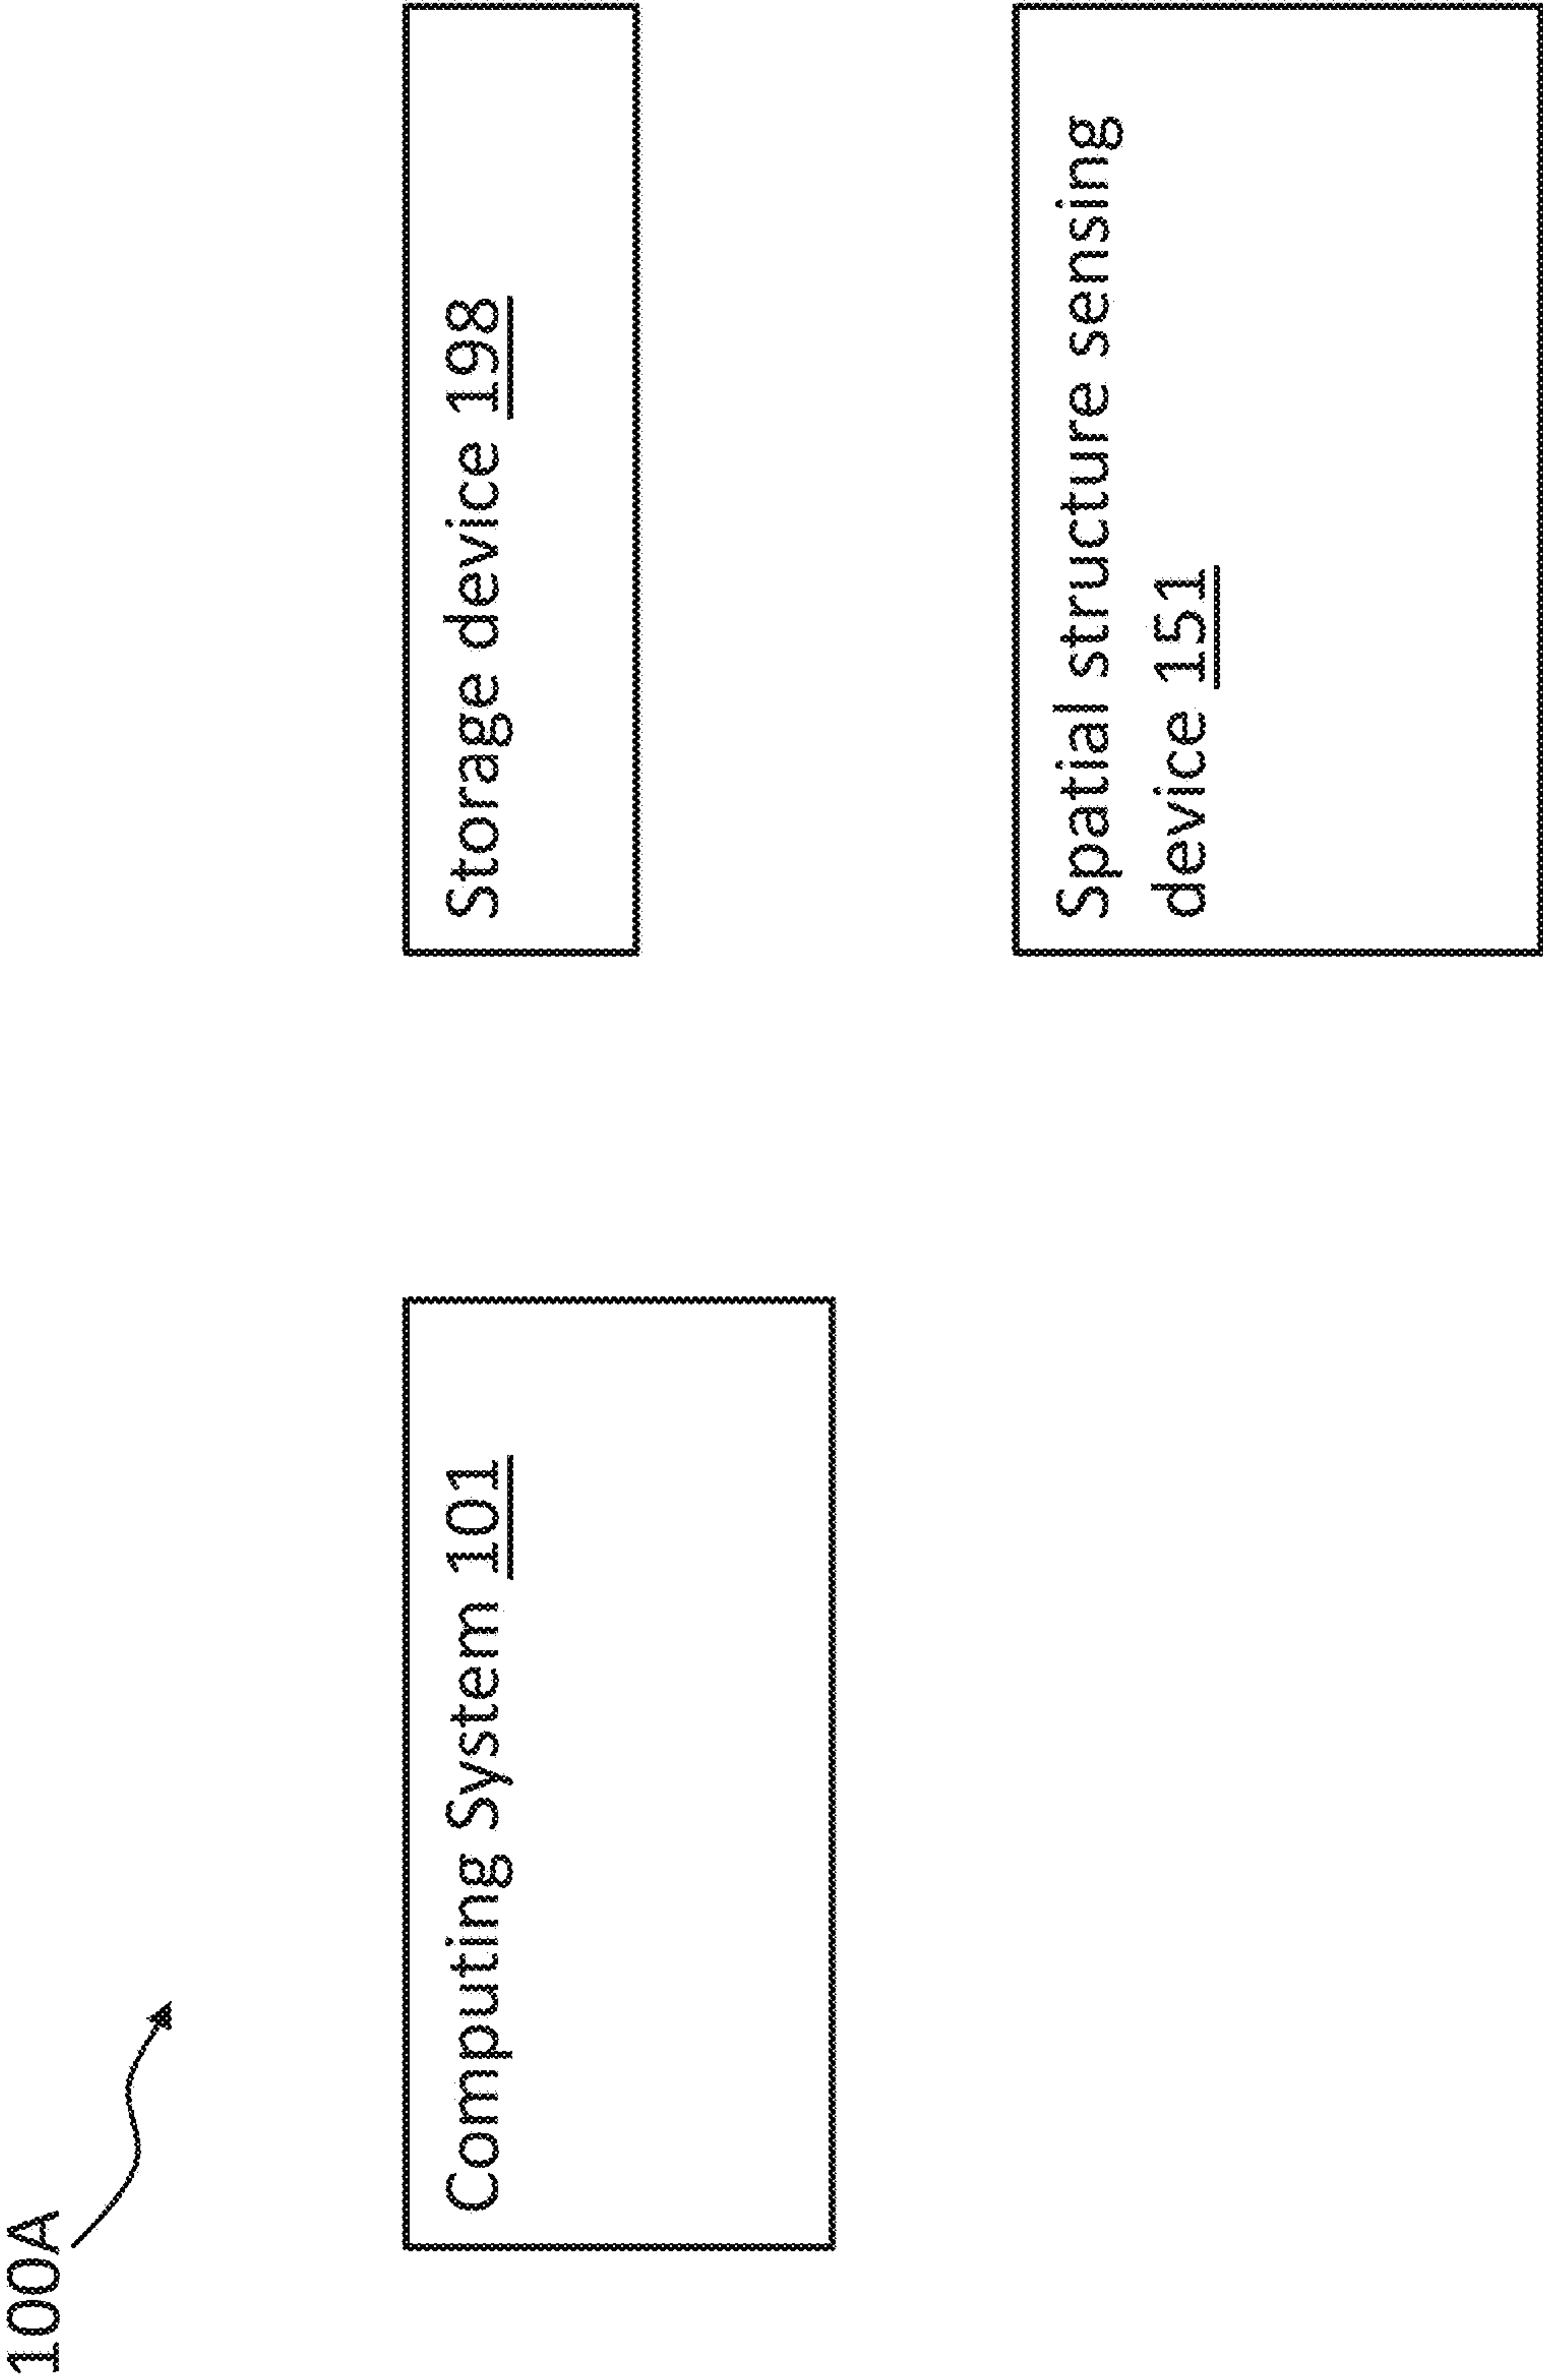 100A
Computing System 101
Storage device 198
Spatial structure sensing
device 151